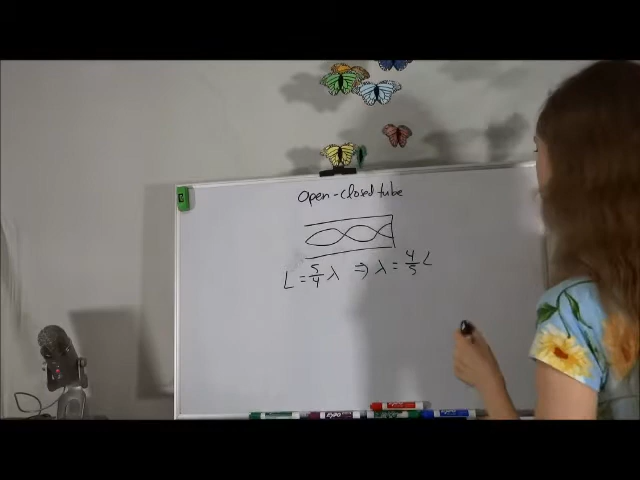 Open-closed tube
L = 5/4 λ ⇒ λ = 4/5 L